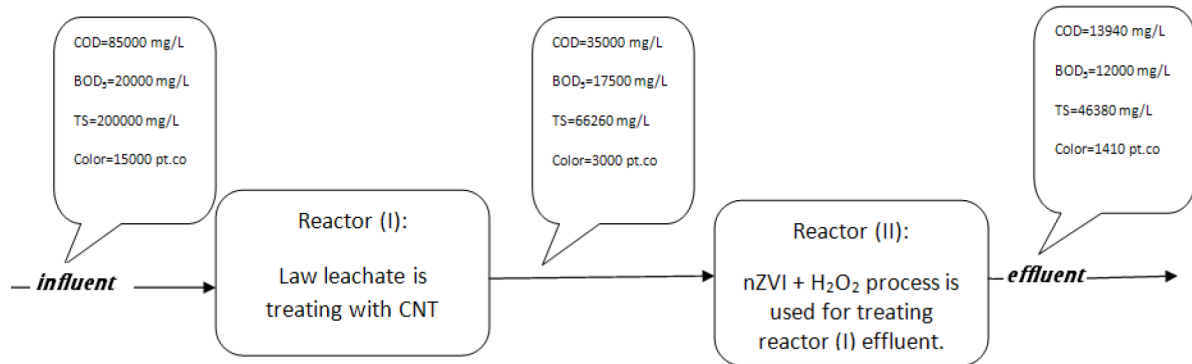 COD=85000 mg/L
BOD₅=20000 mg/L
TS=200000 mg/L
Color=15000 pt.co
influent
Reactor (I):
Law leachate is
treating with CNT
COD=35000 mg/L
BOD₅=17500 mg/L
TS=66260 mg/L
Color=3000 pt.co
Reactor (II):
nZVI + H₂O₂ process is
used for treating
reactor (I) effluent.
COD=13940 mg/L
BOD₅=12000 mg/L
TS=46380 mg/L
Color=1410 pt.co
effluent